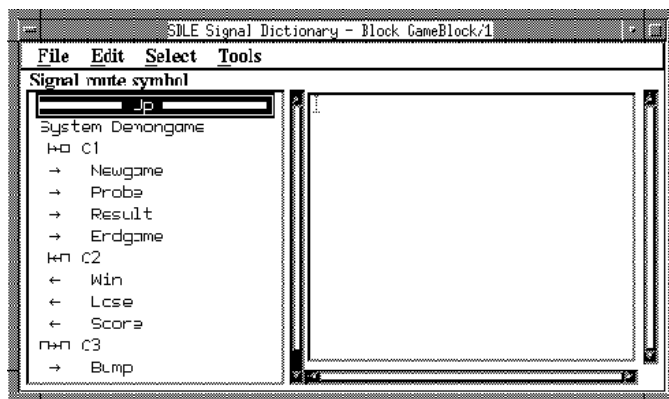 SDLE Signal Dictionary - Block GameBlock/1
File Edit Select Tools
Signal route symbol
Up
System Demongame
C1
→ Newgame
→ Probe
→ Result
→ Endgame
C2
← Win
← Lose
← Score
C3
→ Bump